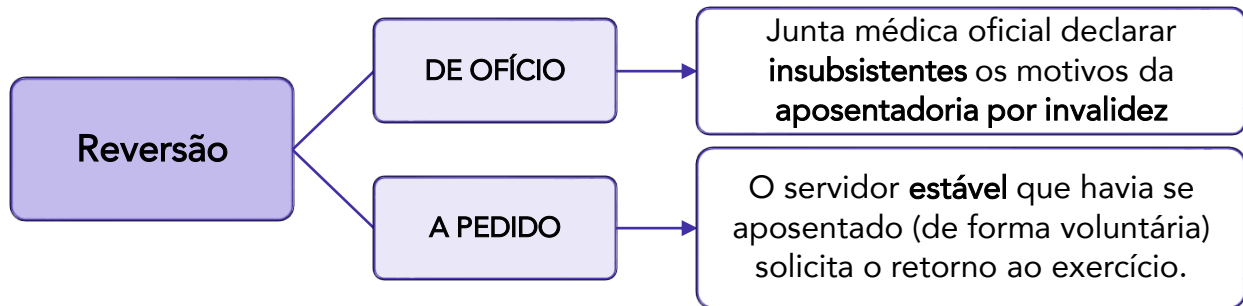 Reversão
DE OFÍCIO
Junta médica oficial declarar
insubsistentes os motivos da
aposentadoria por invalidez
A PEDIDO
O servidor estável que havia se
aposentado (de forma voluntária)
solicita o retorno ao exercício.